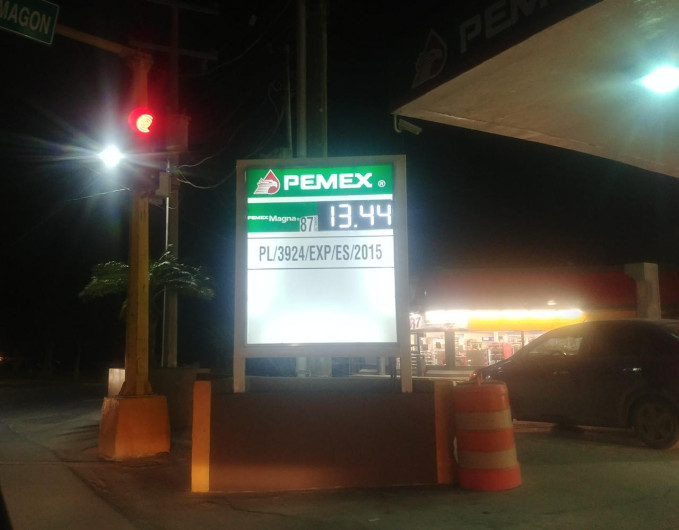 MAGON
PEMEX
PEMEX ®
PEMEX Magna 87 13.44
PL/3924/EXP/ES/2015